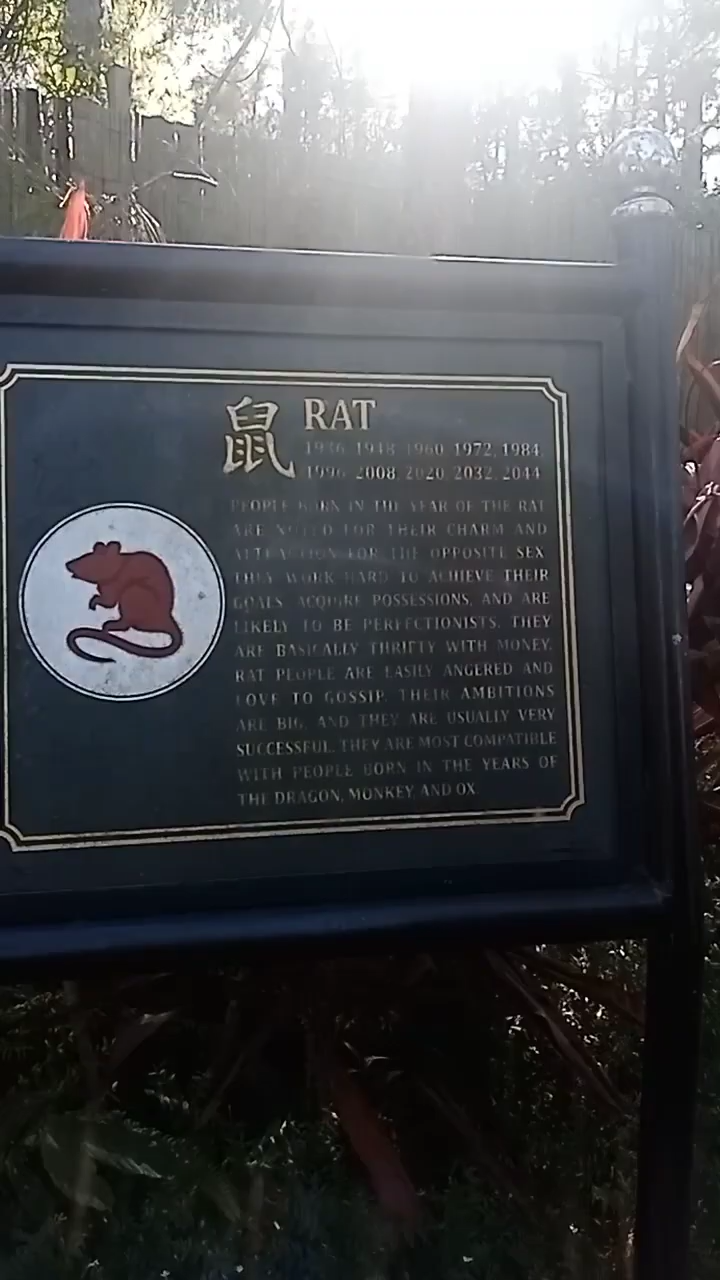 鼠 RAT
1936, 1948, 1960, 1972, 1984,
1996, 2008, 2020, 2032, 2044
PEOPLE BORN IN THE YEAR OF THE RAT
ARE NOTED FOR THEIR CHARM AND
ATTRACTION FOR THE OPPOSITE SEX.
THEY WORK HARD TO ACHIEVE THEIR
GOALS, ACQUIRE POSSESSIONS, AND ARE
LIKELY TO BE PERFECTIONISTS. THEY
ARE BASICALLY THRIFTY WITH MONEY.
RAT PEOPLE ARE EASILY ANGERED AND
LOVE TO GOSSIP. THEIR AMBITIONS
ARE BIG, AND THEY ARE USUALLY VERY
SUCCESSFUL. THEY ARE MOST COMPATIBLE
WITH PEOPLE BORN IN THE YEARS OF
THE DRAGON, MONKEY, AND OX.